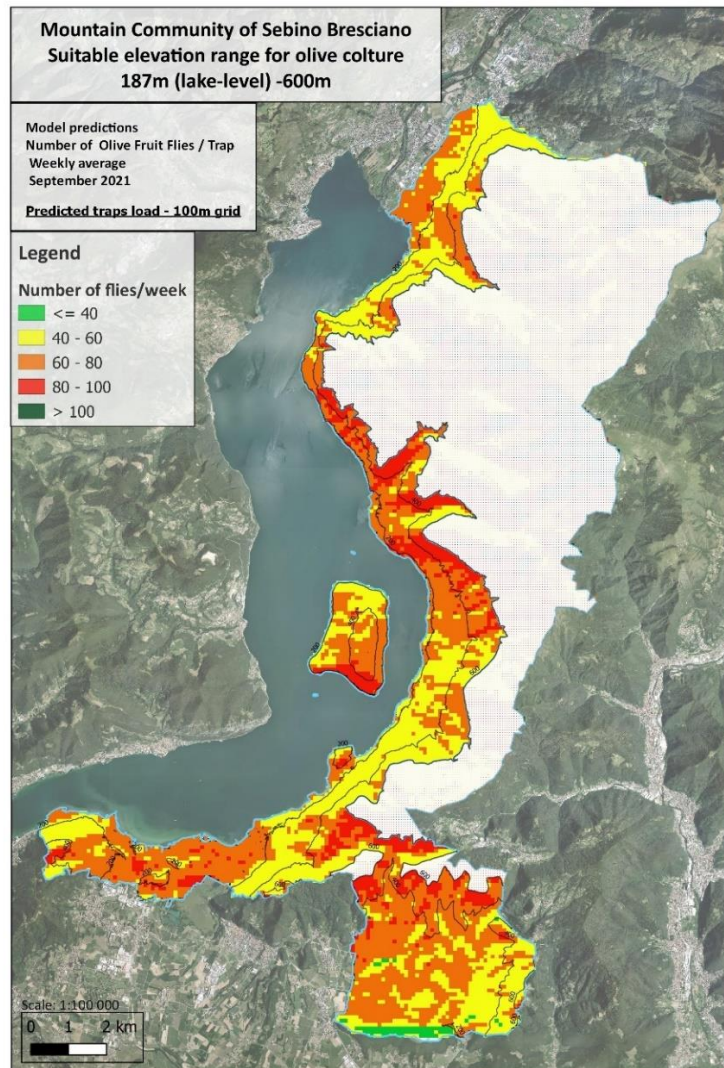 Mountain Community of Sebino Bresciano
Suitable elevation range for olive colture
187m (lake-level) -600m
Model predictions
Number of Olive Fruit Flies / Trap
Weekly average
September 2021
Predicted traps load - 100m grid
Legend
Number of flies/week
<= 40
40 - 60
60 - 80
80 - 100
> 100
Scale: 1:100 000
0 1 2 km